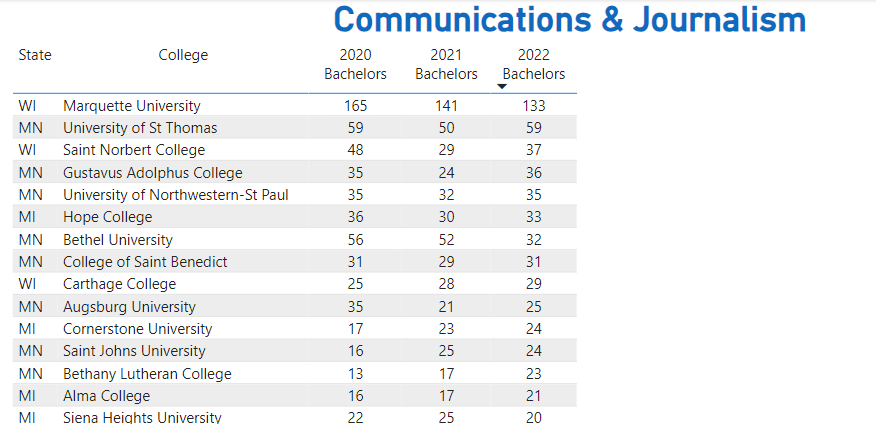 Communications & Journalism
State College 2020 Bachelors 2021 Bachelors 2022 Bachelors
WI Marquette University 165 141 133
MN University of St Thomas 59 50 59
WI Saint Norbert College 48 29 37
MN Gustavus Adolphus College 35 24 36
MN University of Northwestern-St Paul 35 32 35
MI Hope College 36 30 33
MN Bethel University 56 52 32
MN College of Saint Benedict 31 29 31
WI Carthage College 25 28 29
MN Augsburg University 35 21 25
MI Cornerstone University 17 23 24
MN Saint Johns University 16 25 24
MN Bethany Lutheran College 13 17 23
MI Alma College 16 17 21
MI Siena Heights University 22 25 20